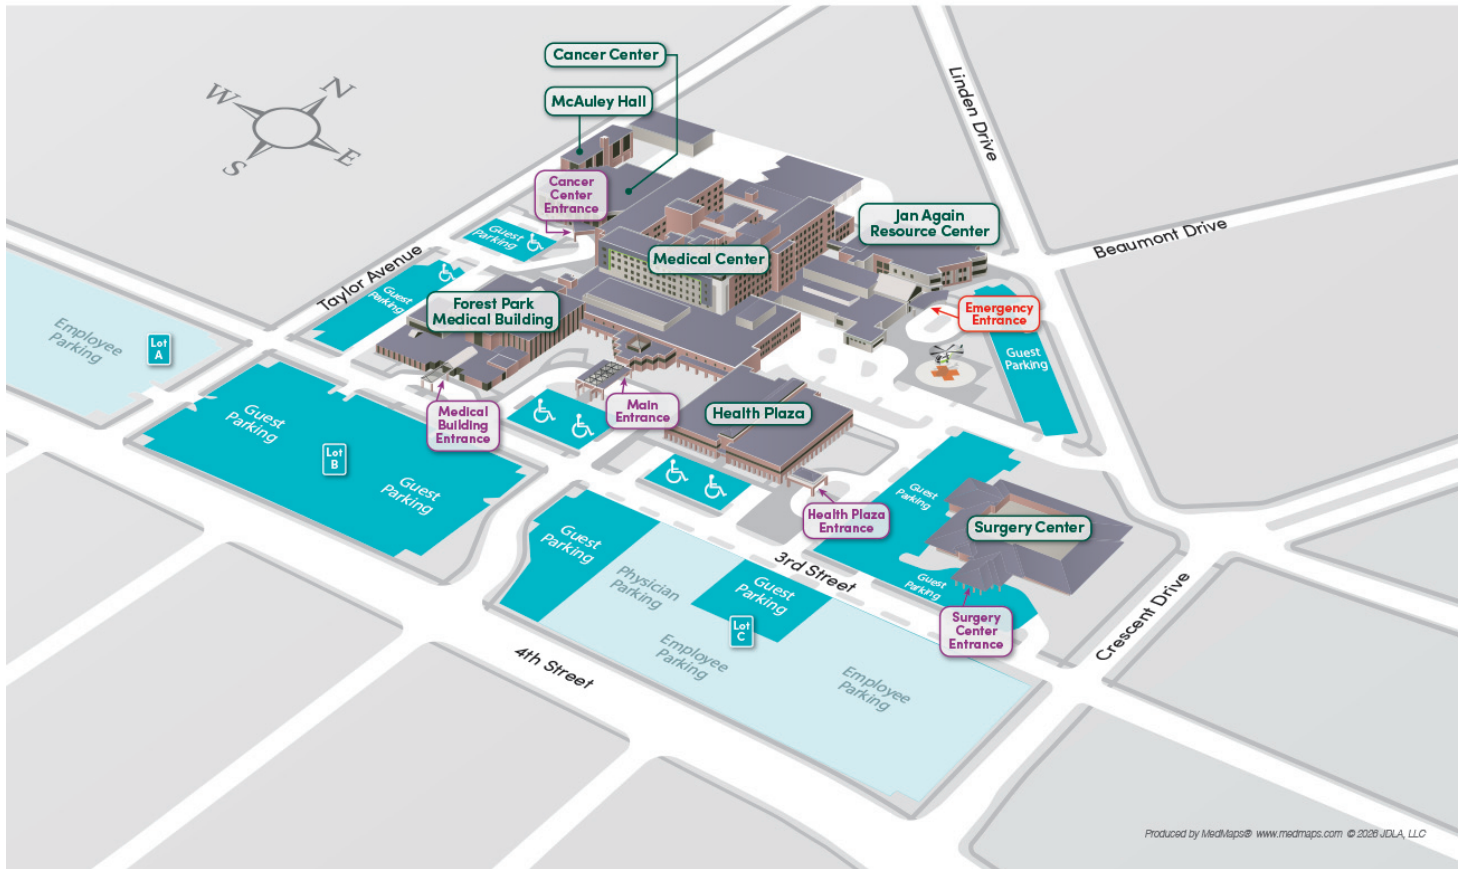 N
W
E
S
Cancer Center
McAuley Hall
Cancer
Center
Entrance
Linden Drive
Jan Again
Resource Center
Beaumont Drive
Medical Center
Guest
Parking
Taylor Avenue
Guest
Parking
Forest Park
Medical Building
Emergency
Entrance
Employee
Parking
Lot
A
Guest
Parking
Guest
Parking
Medical
Building
Entrance
Main
Entrance
Health Plaza
Lot
B
Guest
Parking
Guest
Parking
Health Plaza
Entrance
Surgery Center
Guest
Parking
3rd Street
Physician
Parking
Guest
Parking
Guest
Parking
Lot
C
Surgery
Center
Entrance
Crescent Drive
4th Street
Employee
Parking
Employee
Parking
Produced by MedMaps® www.medmaps.com © 2026 JDLA, LLC